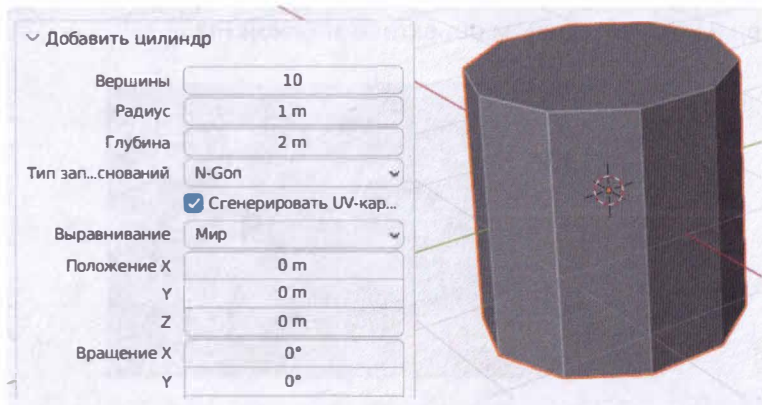 Добавить цилиндр
Вершины 10
Радиус 1 m
Глубина 2 m
Тип зап...снований N-Gon
Сгенерировать UV-кар...
Выравнивание Мир
Положение X 0 m
Y 0 m
Z 0 m
Вращение X 0°
Y 0°